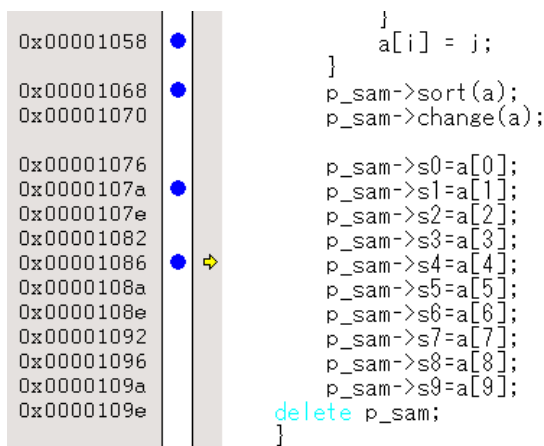 }
0x00001058 a[i] = j;
}
0x00001068 p_sam->sort(a);
0x00001070 p_sam->change(a);
0x00001076 p_sam->s0=a[0];
0x0000107a p_sam->s1=a[1];
0x0000107e p_sam->s2=a[2];
0x00001082 p_sam->s3=a[3];
0x00001086 p_sam->s4=a[4];
0x0000108a p_sam->s5=a[5];
0x0000108e p_sam->s6=a[6];
0x00001092 p_sam->s7=a[7];
0x00001096 p_sam->s8=a[8];
0x0000109a p_sam->s9=a[9];
0x0000109e delete p_sam;
}